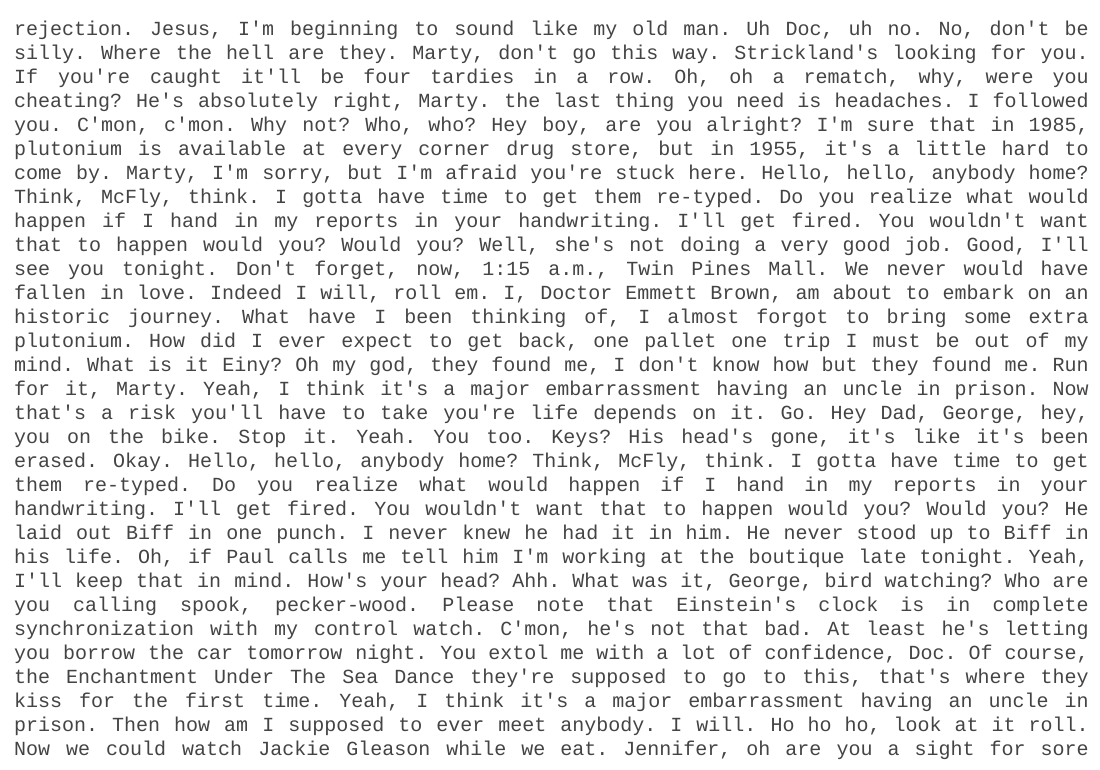 rejection. Jesus, I'm beginning to sound like my old man. Uh Doc, uh no. No, don't be
silly. Where the hell are they. Marty, don't go this way. Strickland's looking for you.
If you're caught it'll be four tardies in a row. Oh, oh a rematch, why, were you
cheating? He's absolutely right, Marty. the last thing you need is headaches. I followed
you. C'mon, c'mon. Why not? Who, who? Hey boy, are you alright? I'm sure that in 1985,
plutonium is available at every corner drug store, but in 1955, it's a little hard to
come by. Marty, I'm sorry, but I'm afraid you're stuck here. Hello, hello, anybody home?
Think, McFly, think. I gotta have time to get them re-typed. Do you realize what would
happen if I hand in my reports in your handwriting. I'll get fired. You wouldn't want
that to happen would you? Would you? Well, she's not doing a very good job. Good, I'll
see you tonight. Don't forget, now, 1:15 a.m., Twin Pines Mall. We never would have
fallen in love. Indeed I will, roll em. I, Doctor Emmett Brown, am about to embark on an
historic journey. What have I been thinking of, I almost forgot to bring some extra
plutonium. How did I ever expect to get back, one pallet one trip I must be out of my
mind. What is it Einy? Oh my god, they found me, I don't know how but they found me. Run
for it, Marty. Yeah, I think it's a major embarrassment having an uncle in prison. Now
that's a risk you'll have to take you're life depends on it. Go. Hey Dad, George, hey,
you on the bike. Stop it. Yeah. You too. Keys? His head's gone, it's like it's been
erased. Okay. Hello, hello, anybody home? Think, McFly, think. I gotta have time to get
them re-typed. Do you realize what would happen if I hand in my reports in your
handwriting. I'll get fired. You wouldn't want that to happen would you? Would you? He
laid out Biff in one punch. I never knew he had it in him. He never stood up to Biff in
his life. Oh, if Paul calls me tell him I'm working at the boutique late tonight. Yeah,
I'll keep that in mind. How's your head? Ahh. What was it, George, bird watching? Who are
you calling spook, pecker-wood. Please note that Einstein's clock is in complete
synchronization with my control watch. C'mon, he's not that bad. At least he's letting
you borrow the car tomorrow night. You extol me with a lot of confidence, Doc. Of course,
the Enchantment Under The Sea Dance they're supposed to go to this, that's where they
kiss for the first time. Yeah, I think it's a major embarrassment having an uncle in
prison. Then how am I supposed to ever meet anybody. I will. Ho ho ho, look at it roll.
Now we could watch Jackie Gleason while we eat. Jennifer, oh are you a sight for sore